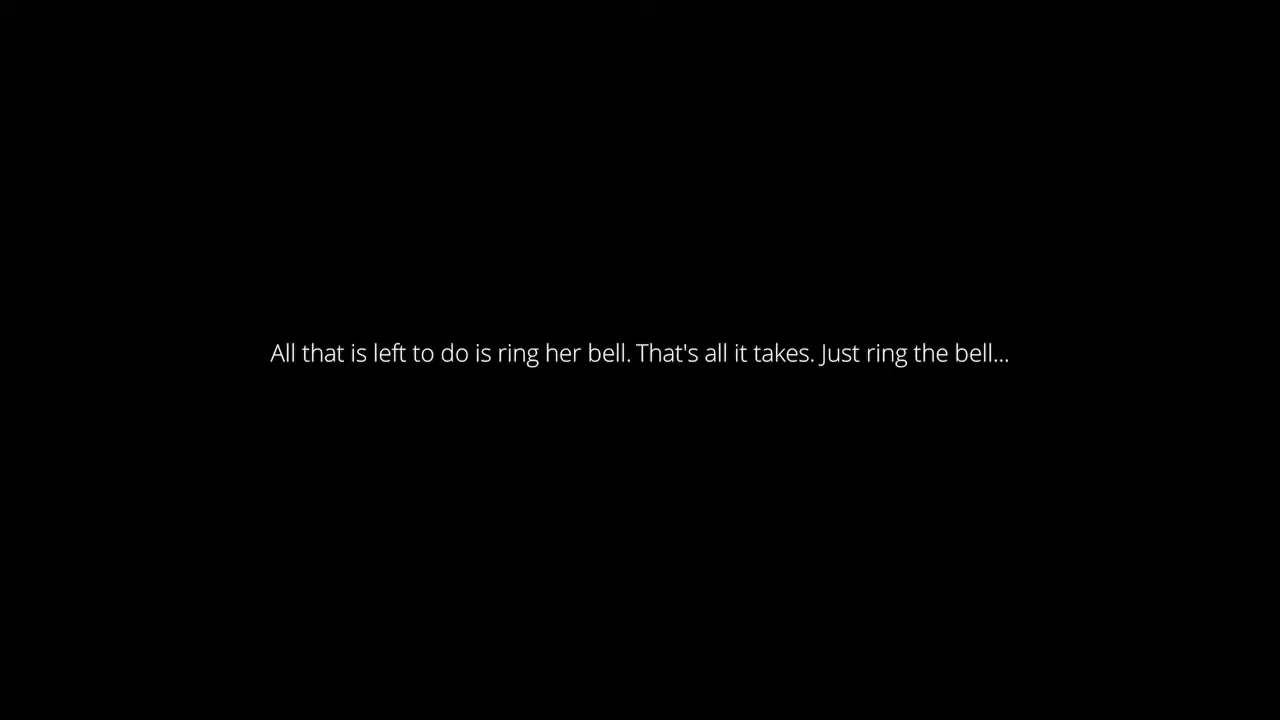 All that is left to do is ring her bell. That's all it takes. Just ring the bell...